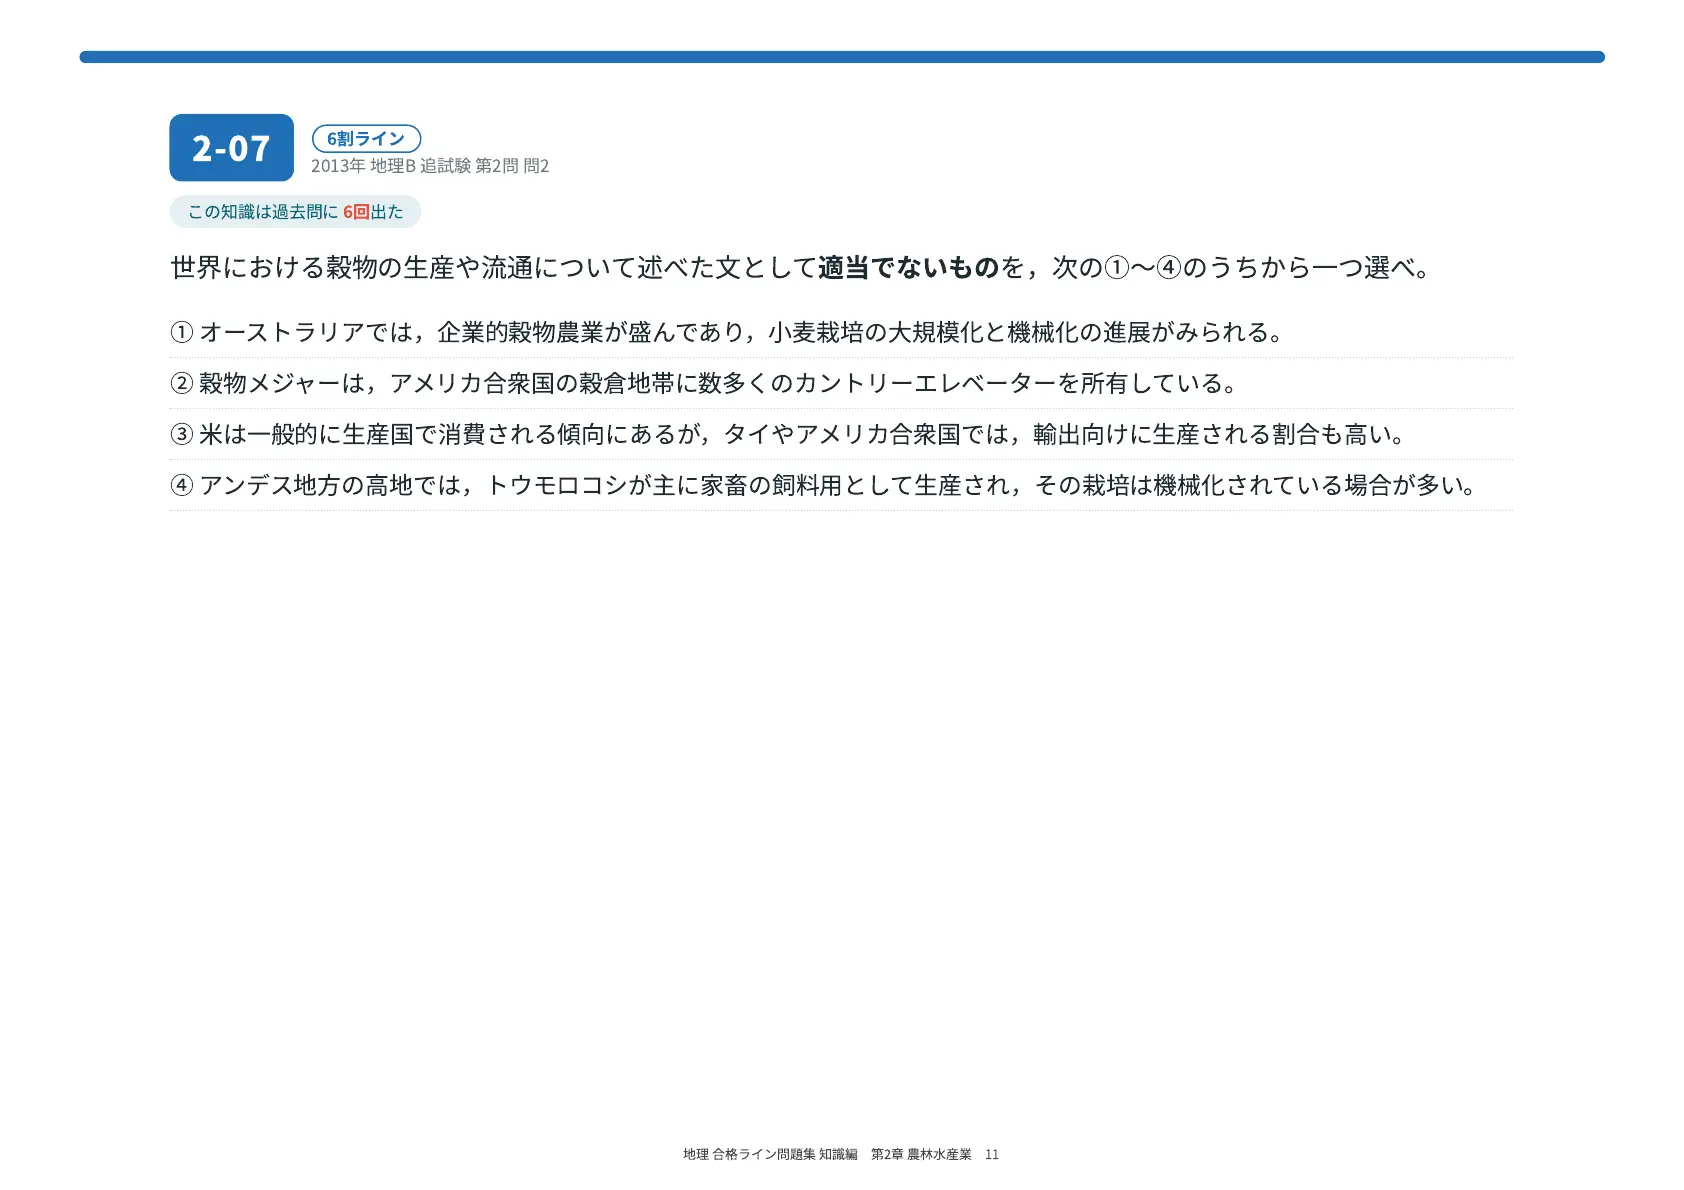 2-07
6割ライン
2013年 地理B 追試験 第2問 問2
この知識は過去問に 6回出た
世界における穀物の生産や流通について述べた文として適当でないものを，次の①〜④のうちから一つ選べ。
① オーストラリアでは，企業的穀物農業が盛んであり，小麦栽培の大規模化と機械化の進展がみられる。
② 穀物メジャーは，アメリカ合衆国の穀倉地帯に数多くのカントリーエレベーターを所有している。
③ 米は一般的に生産国で消費される傾向にあるが，タイやアメリカ合衆国では，輸出向けに生産される割合も高い。
④ アンデス地方の高地では，トウモロコシが主に家畜の飼料用として生産され，その栽培は機械化されている場合が多い。
地理 合格ライン問題集 知識編　第2章 農林水産業　11